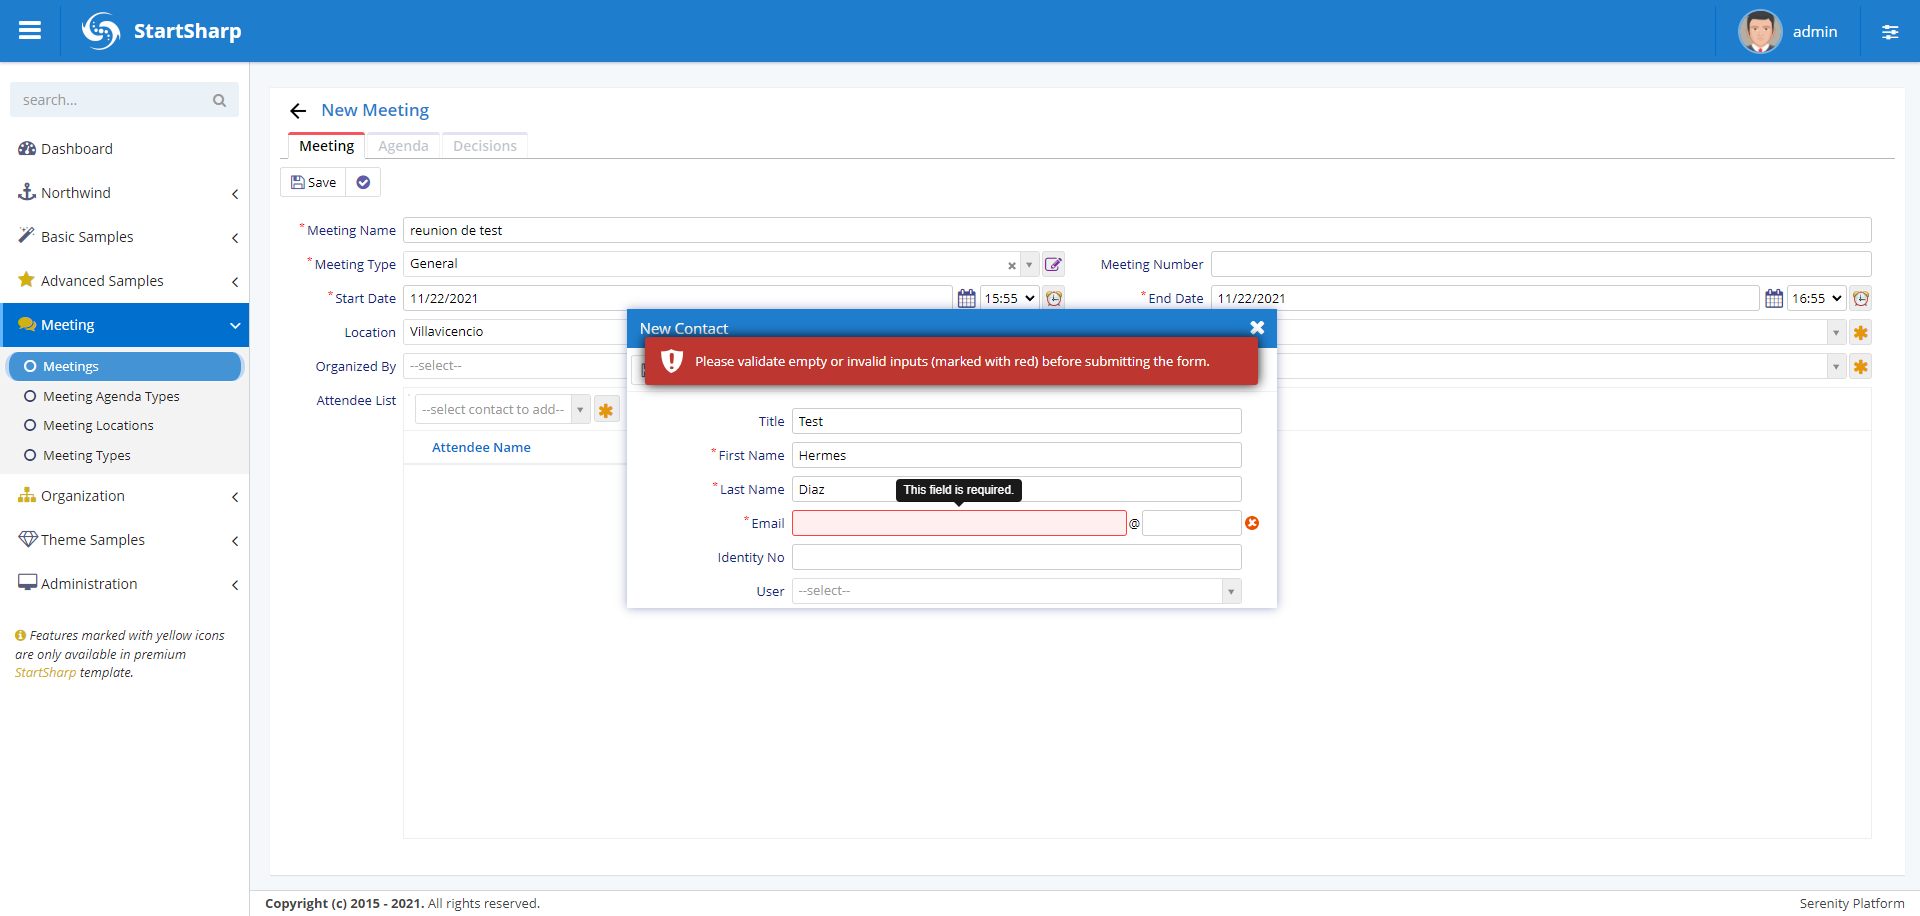 StartSharp
admin
search...
Dashboard
Northwind
Basic Samples
Advanced Samples
Meeting
Meetings
Meeting Agenda Types
Meeting Locations
Meeting Types
Organization
Theme Samples
Administration
Features marked with yellow icons
are only available in premium
StartSharp template.
New Meeting
Meeting Agenda Decisions
Save
* Meeting Name reunion de test
* Meeting Type General Meeting Number
* Start Date 11/22/2021 15:55 * End Date 11/22/2021 16:55
Location Villavicencio
Organized By --select--
Attendee List --select contact to add--
Attendee Name
New Contact
Please validate empty or invalid inputs (marked with red) before submitting the form.
Title Test
* First Name Hermes
* Last Name Diaz
This field is required.
* Email @
Identity No
User --select--
Copyright (c) 2015 - 2021. All rights reserved.
Serenity Platform